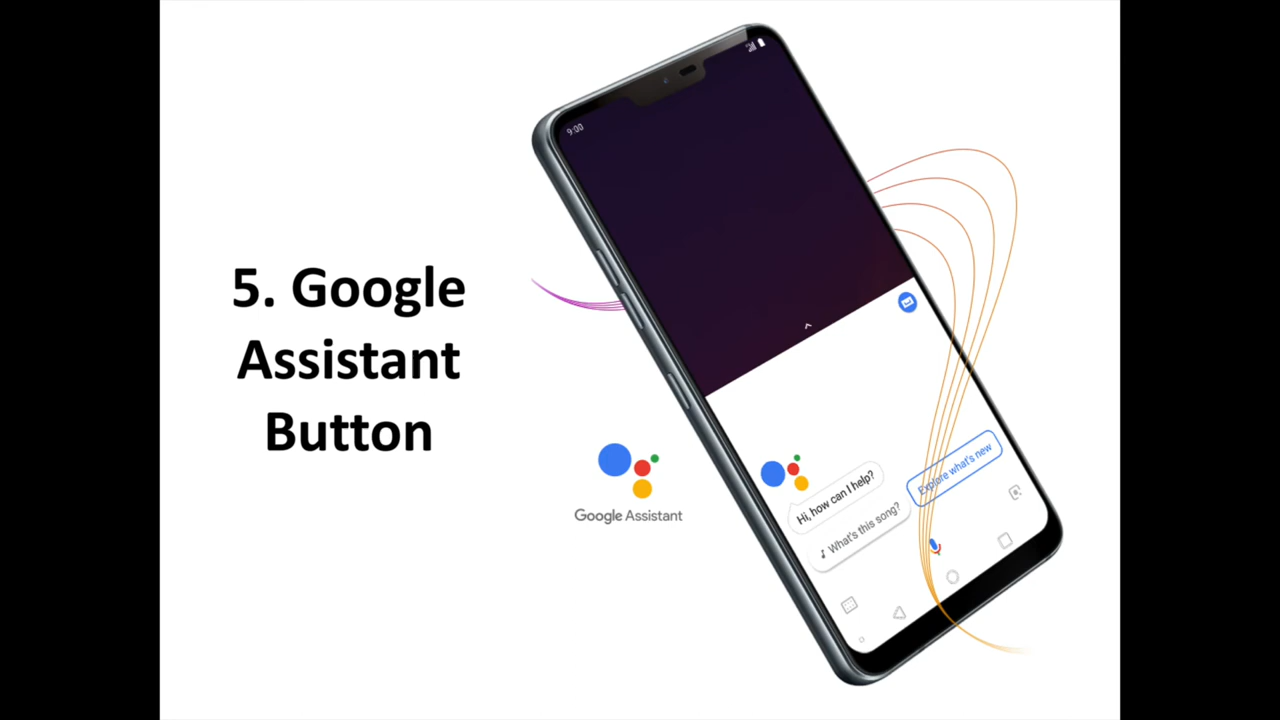 5. Google
Assistant
Button
Google Assistant
9:00
Hi, how can I help?
What's this song?
Explore what's new